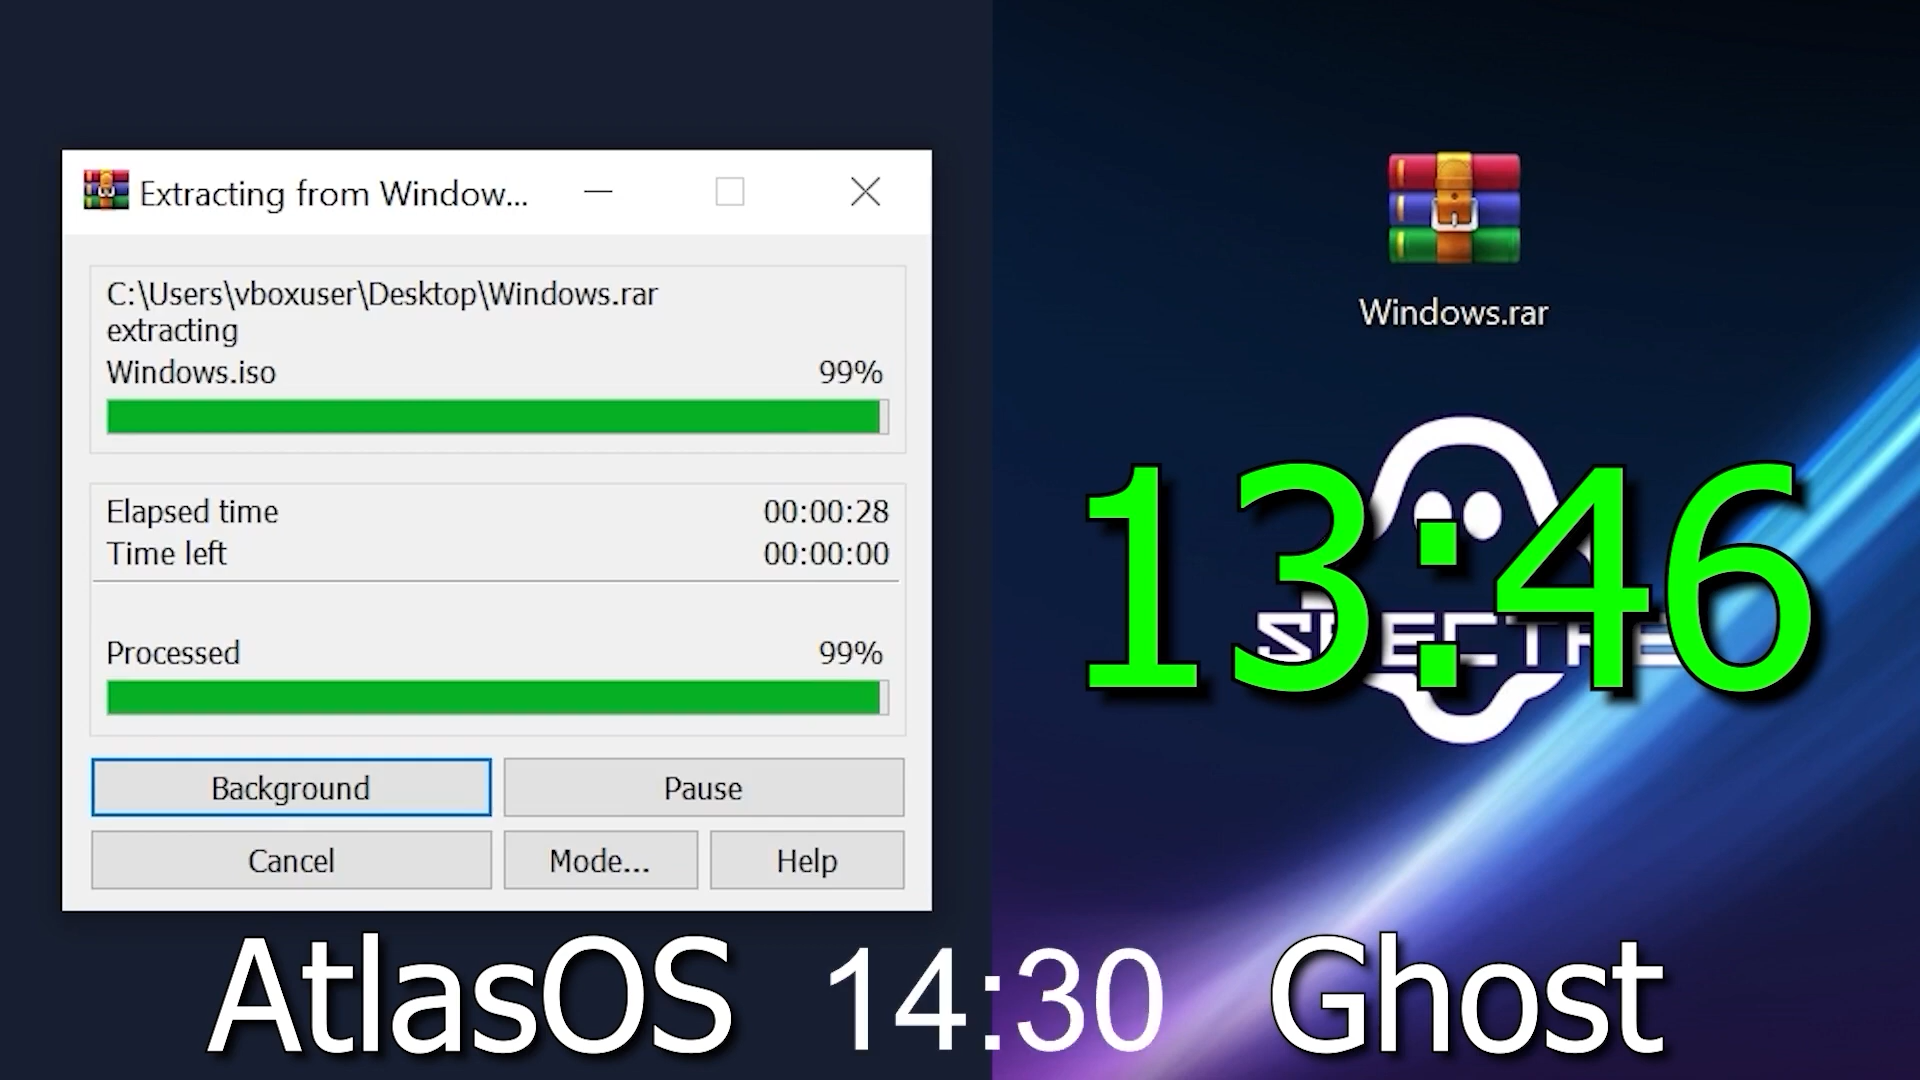 Extracting from Window...
C:\Users\vboxuser\Desktop\Windows.rar
extracting
Windows.iso 99%
Elapsed time 00:00:28
Time left 00:00:00
Processed 99%
Background Pause
Cancel Mode... Help
Windows.rar
13:46
SPECTRE
AtlasOS 14:30 Ghost